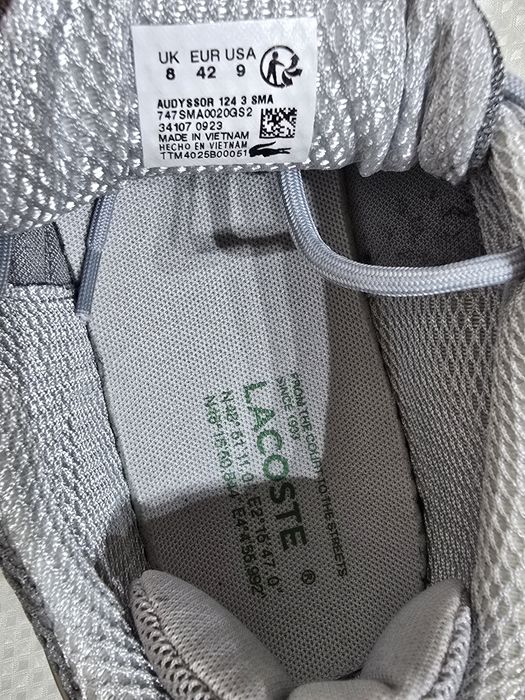 UK EUR USA
8 42 9
AUDYSSOR 124 3 SMA
747SMA0020GS2
34107 0923
MADE IN VIETNAM
HECHO EN VIETNAM
TTM4025B00051
FROM THE COURT TO THE STREETS
SINCE 1933
LACOSTE ®